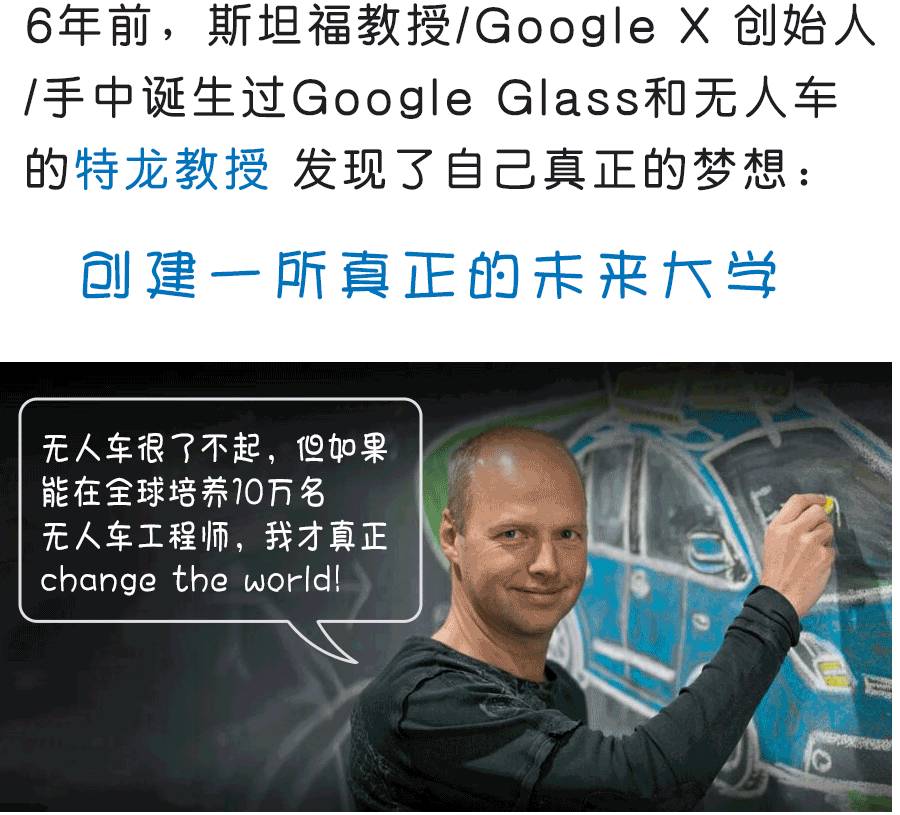 6年前，斯坦福教授/Google X 创始人
/手中诞生过Google Glass和无人车
的特龙教授 发现了自己真正的梦想：
创建一所真正的未来大学
无人车很了不起，但如果
能在全球培养10万名
无人车工程师，我才真正
change the world!